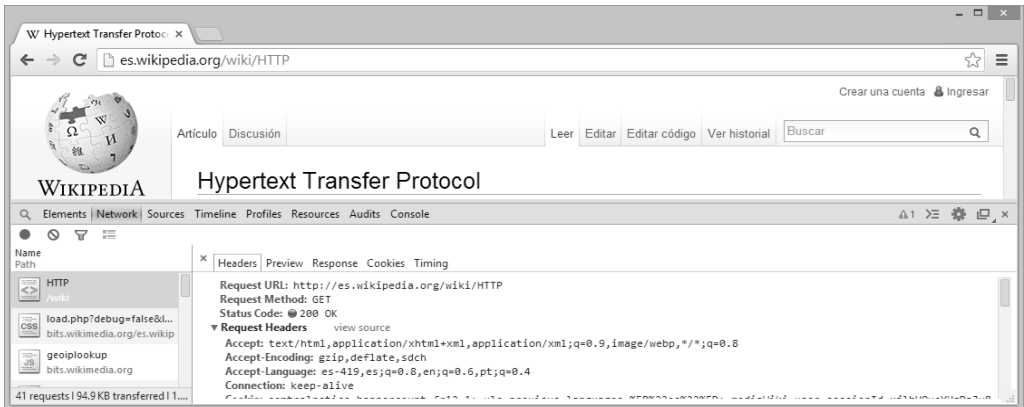 W Hypertext Transfer Protoco ×
es.wikipedia.org/wiki/HTTP
Crear una cuenta Ingresar
Artículo Discusión Leer Editar Editar código Ver historial Buscar
WIKIPEDIA
Hypertext Transfer Protocol
Elements Network Sources Timeline Profiles Resources Audits Console 1
Name
Path
× Headers Preview Response Cookies Timing
HTTP
/wiki
load.php?debug=false&l...
bits.wikimedia.org/es.wikip
geoiplookup
bits.wikimedia.org
41 requests | 94.9 KB transferred | 1....
Request URL: http://es.wikipedia.org/wiki/HTTP
Request Method: GET
Status Code: 200 OK
Request Headers view source
Accept: text/html,application/xhtml+xml,application/xml;q=0.9,image/webp,*/*;q=0.8
Accept-Encoding: gzip,deflate,sdch
Accept-Language: es-419,es;q=0.8,en;q=0.6,pt;q=0.4
Connection: keep-alive